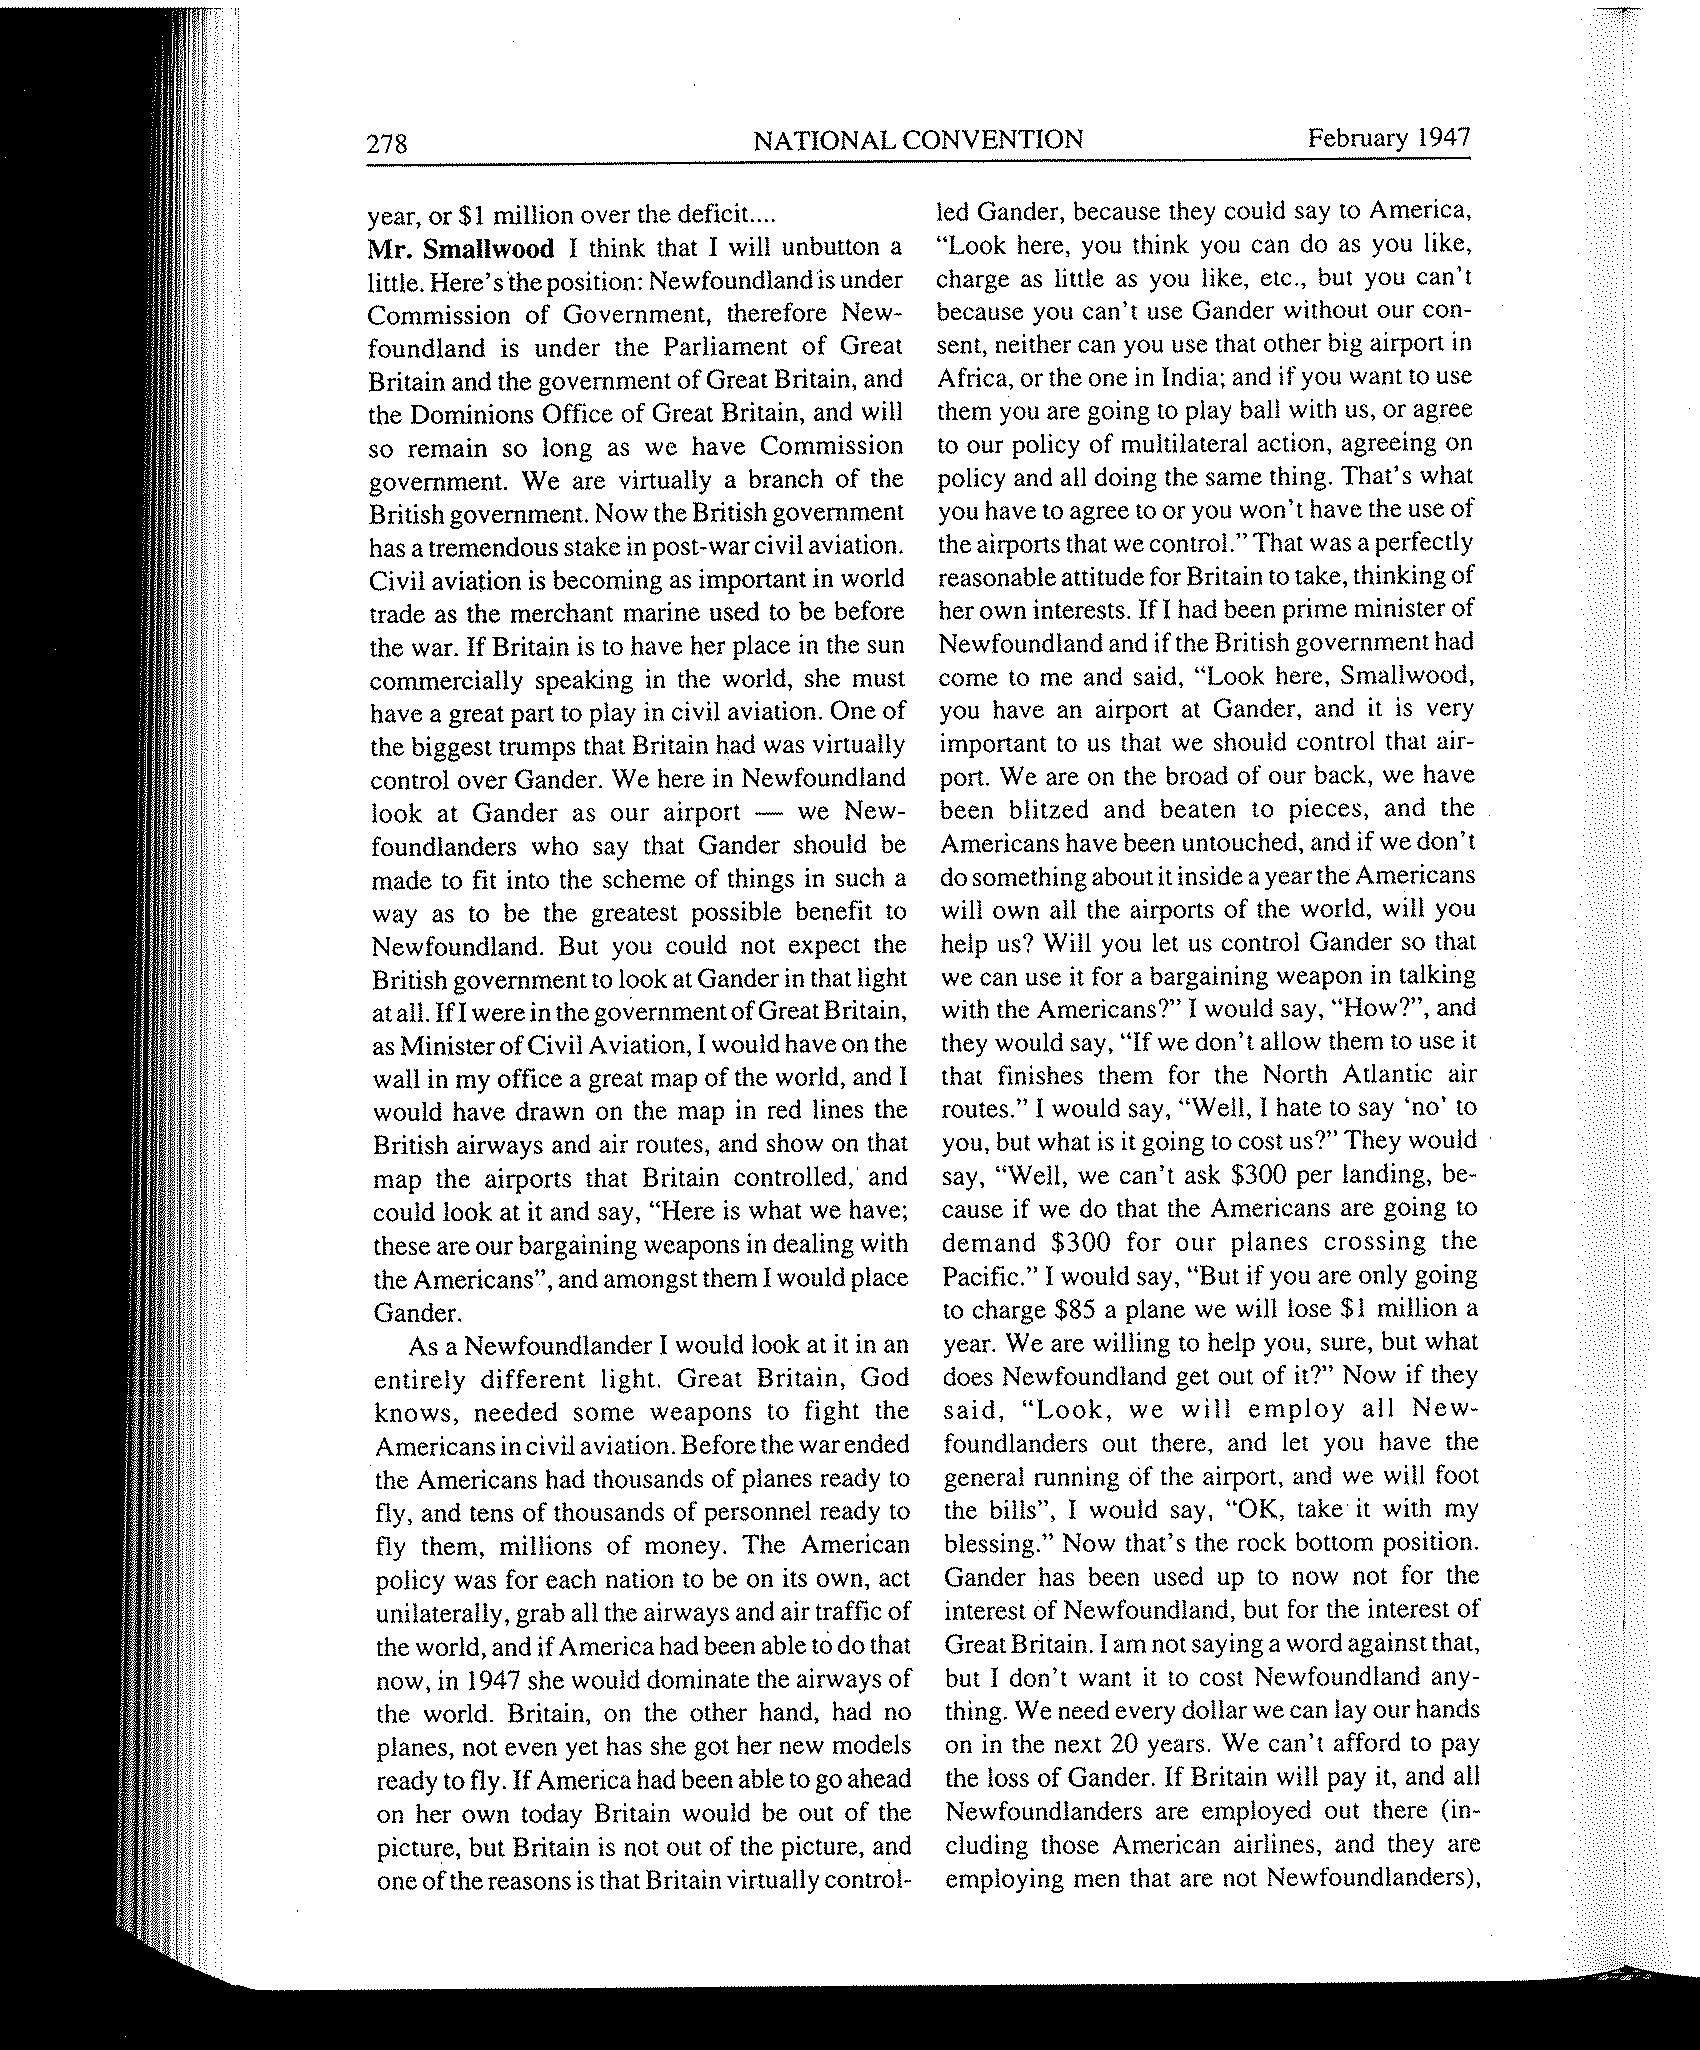 278 NATIONAL CONVENTION February 1947
year, or $1 million over the deficit....
Mr. Smallwood I think that I will unbutton a
little. Here's the position: Newfoundland is under
Commission of Government, therefore New-
foundland is under the Parliament of Great
Britain and the government of Great Britain, and
the Dominions Office of Great Britain, and will
so remain so long as we have Commission
government. We are virtually a branch of the
British government. Now the British government
has a tremendous stake in post-war civil aviation.
Civil aviation is becoming as important in world
trade as the merchant marine used to be before
the war. If Britain is to have her place in the sun
commercially speaking in the world, she must
have a great part to play in civil aviation. One of
the biggest trumps that Britain had was virtually
control over Gander. We here in Newfoundland
look at Gander as our airport — we New-
foundlanders who say that Gander should be
made to fit into the scheme of things in such a
way as to be the greatest possible benefit to
Newfoundland. But you could not expect the
British government to look at Gander in that light
at all. If I were in the government of Great Britain,
as Minister of Civil Aviation, I would have on the
wall in my office a great map of the world, and I
would have drawn on the map in red lines the
British airways and air routes, and show on that
map the airports that Britain controlled, and
could look at it and say, "Here is what we have;
these are our bargaining weapons in dealing with
the Americans", and amongst them I would place
Gander.
As a Newfoundlander I would look at it in an
entirely different light. Great Britain, God
knows, needed some weapons to fight the
Americans in civil aviation. Before the war ended
the Americans had thousands of planes ready to
fly, and tens of thousands of personnel ready to
fly them, millions of money. The American
policy was for each nation to be on its own, act
unilaterally, grab all the airways and air traffic of
the world, and if America had been able to do that
now, in 1947 she would dominate the airways of
the world. Britain, on the other hand, had no
planes, not even yet has she got her new models
ready to fly. If America had been able to go ahead
on her own today Britain would be out of the
picture, but Britain is not out of the picture, and
one of the reasons is that Britain virtually control-
led Gander, because they could say to America,
"Look here, you think you can do as you like,
charge as little as you like, etc., but you can't
because you can't use Gander without our con-
sent, neither can you use that other big airport in
Africa, or the one in India; and if you want to use
them you are going to play ball with us, or agree
to our policy of multilateral action, agreeing on
policy and all doing the same thing. That's what
you have to agree to or you won't have the use of
the airports that we control." That was a perfectly
reasonable attitude for Britain to take, thinking of
her own interests. If I had been prime minister of
Newfoundland and if the British government had
come to me and said, "Look here, Smallwood,
you have an airport at Gander, and it is very
important to us that we should control that air-
port. We are on the broad of our back, we have
been blitzed and beaten to pieces, and the
Americans have been untouched, and if we don't
do something about it inside a year the Americans
will own all the airports of the world, will you
help us? Will you let us control Gander so that
we can use it for a bargaining weapon in talking
with the Americans?" I would say, "How?", and
they would say, "If we don't allow them to use it
that finishes them for the North Atlantic air
routes." I would say, "Well, I hate to say 'no' to
you, but what is it going to cost us?" They would
say, "Well, we can't ask $300 per landing, be-
cause if we do that the Americans are going to
demand $300 for our planes crossing the
Pacific." I would say, "But if you are only going
to charge $85 a plane we will lose $1 million a
year. We are willing to help you, sure, but what
does Newfoundland get out of it?" Now if they
said, "Look, we will employ all New-
foundlanders out there, and let you have the
general running of the airport, and we will foot
the bills", I would say, "OK, take it with my
blessing." Now that's the rock bottom position.
Gander has been used up to now not for the
interest of Newfoundland, but for the interest of
Great Britain. I am not saying a word against that,
but I don't want it to cost Newfoundland any-
thing. We need every dollar we can lay our hands
on in the next 20 years. We can't afford to pay
the loss of Gander. If Britain will pay it, and all
Newfoundlanders are employed out there (in-
cluding those American airlines, and they are
employing men that are not Newfoundlanders),